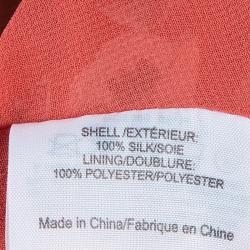 SHELL/EXTÉRIEUR:
100% SILK/SOIE
LINING/DOUBLURE:
100% POLYESTER/POLYESTER
Made in China/Fabrique en Chine